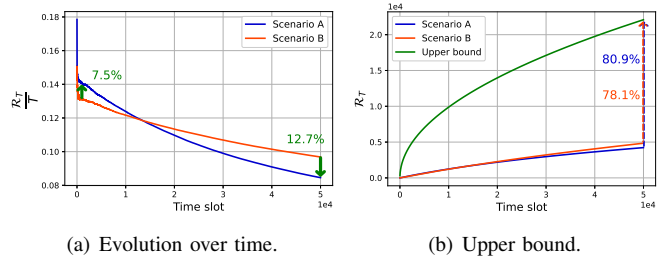 0.18
0.16
0.14
0.12
0.10
0.08
R_T
T
Scenario A
Scenario B
7.5%
12.7%
0 1 2 3 4 5
1e4
Time slot
(a) Evolution over time.
1e4
2.5
2.0
1.5
1.0
0.5
0.0
R_T
Scenario A
Scenario B
Upper bound
80.9%
78.1%
0 1 2 3 4 5
1e4
Time slot
(b) Upper bound.